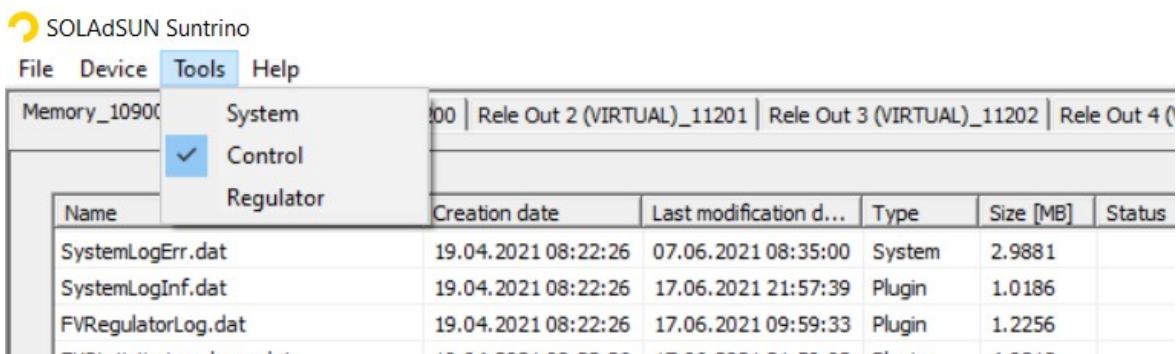 SOLAdSUN Suntrino
File Device Tools Help
Memory_10900 System 200 Rele Out 2 (VIRTUAL)_11201 Rele Out 3 (VIRTUAL)_11202 Rele Out 4 (V
Control
Regulator
Name Creation date Last modification d... Type Size [MB] Status
SystemLogErr.dat 19.04.2021 08:22:26 07.06.2021 08:35:00 System 2.9881
SystemLogInf.dat 19.04.2021 08:22:26 17.06.2021 21:57:39 Plugin 1.0186
FVRegulatorLog.dat 19.04.2021 08:22:26 17.06.2021 09:59:33 Plugin 1.2256